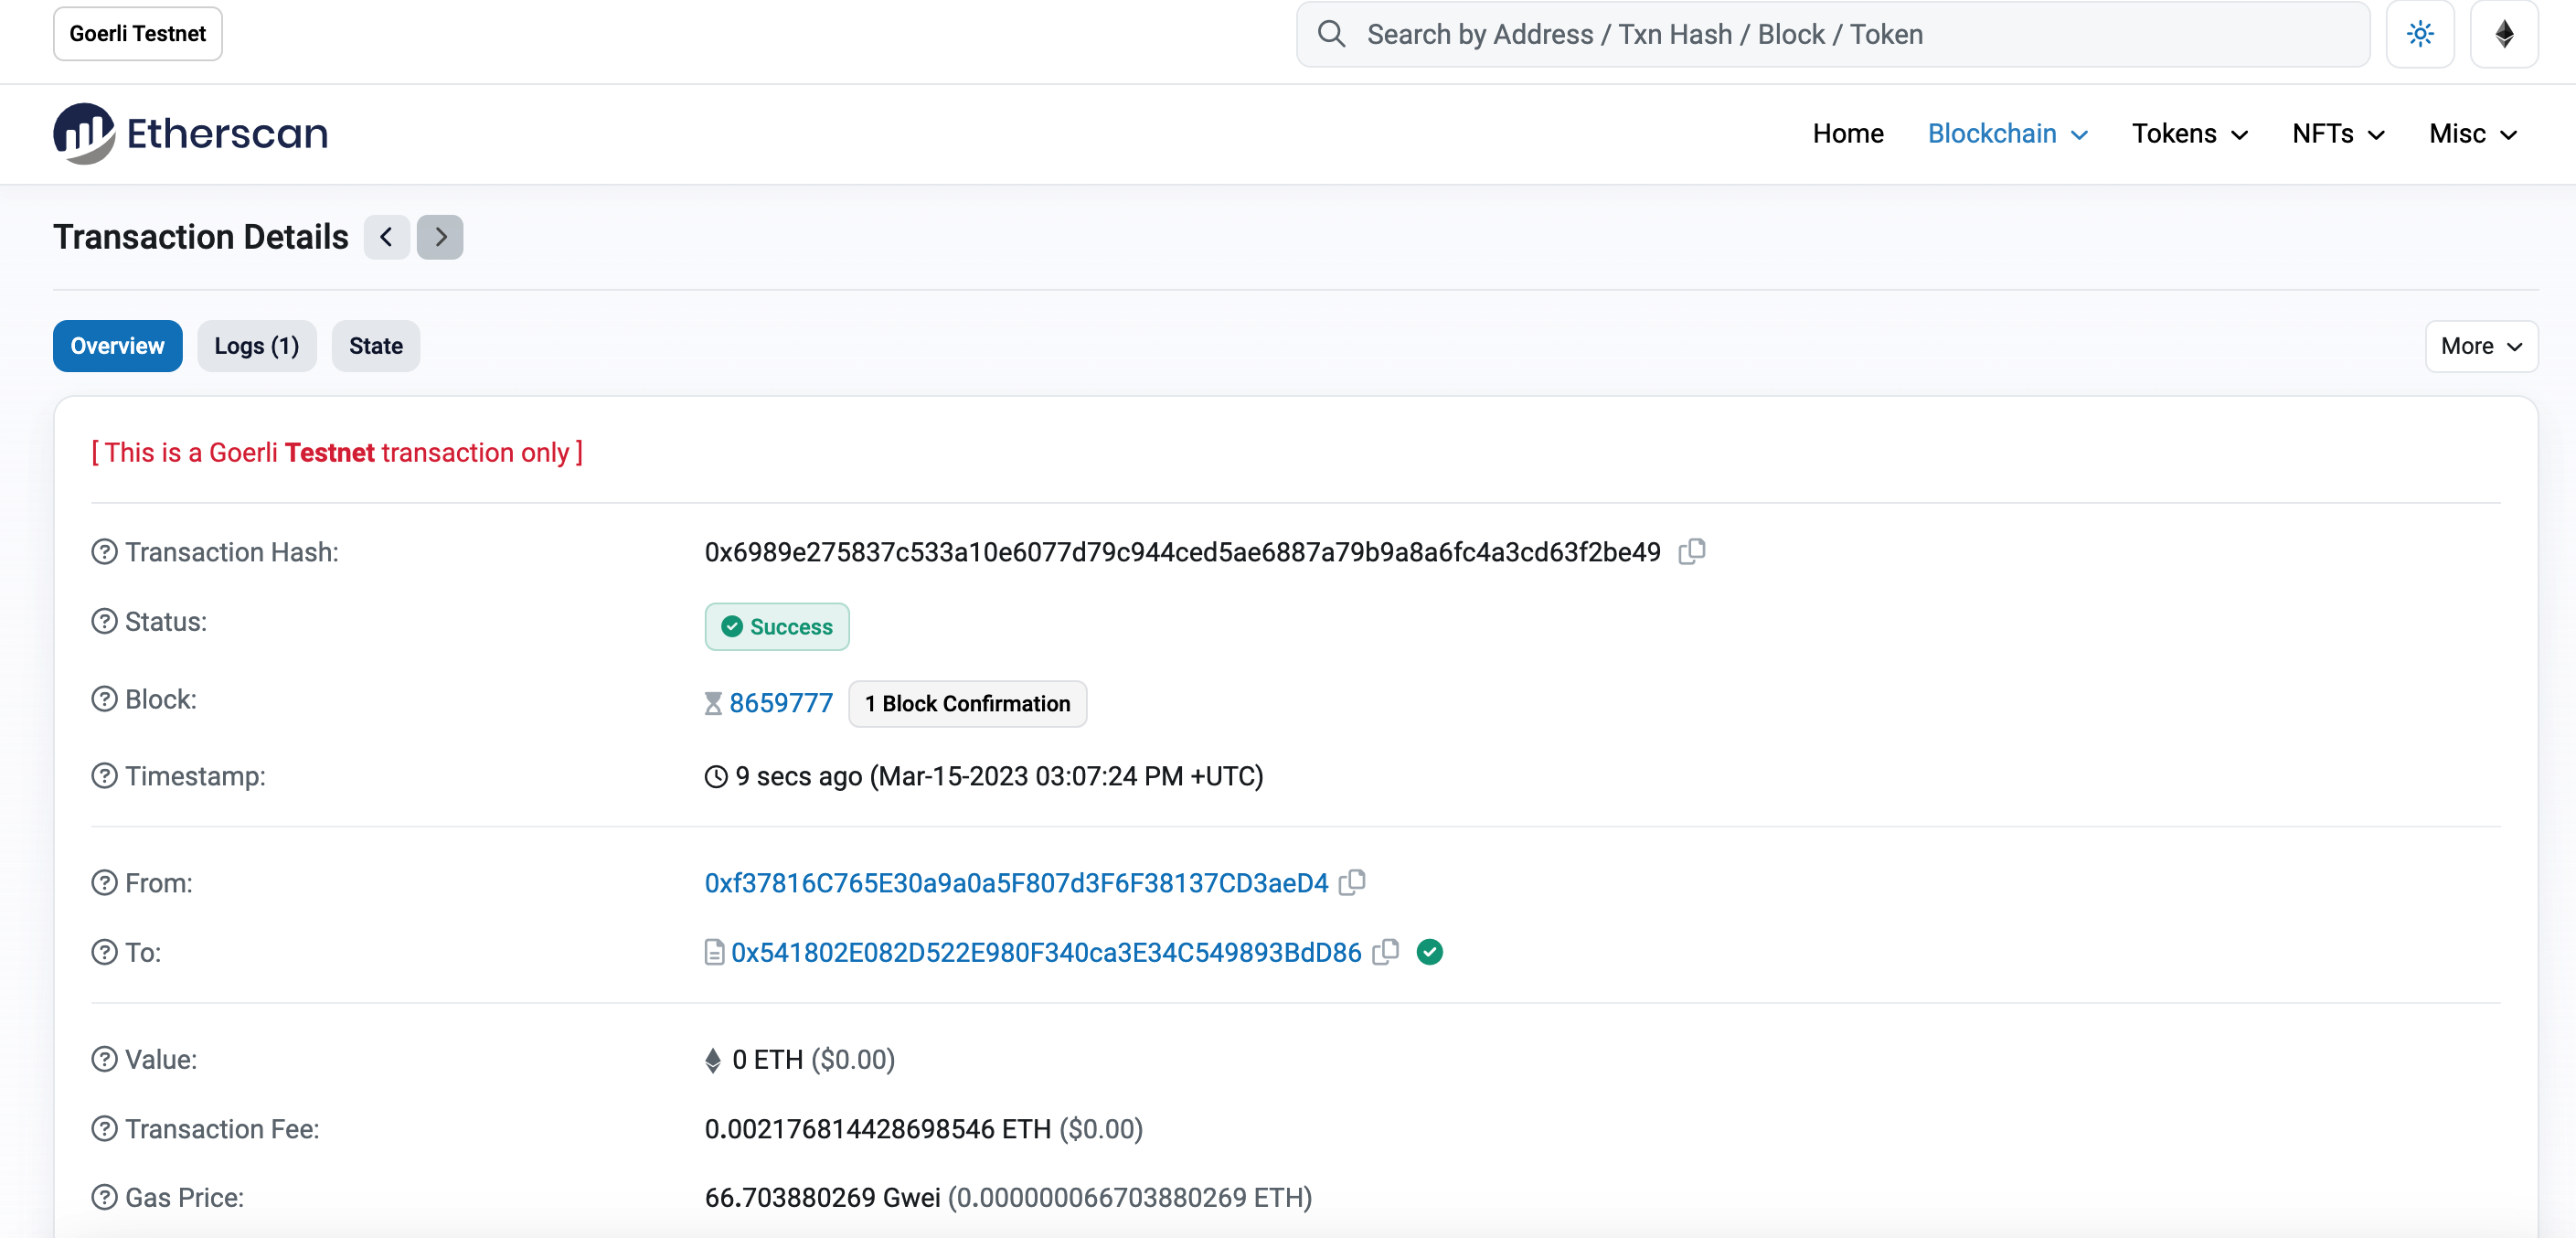 Goerli Testnet
Search by Address / Txn Hash / Block / Token
Etherscan
Home Blockchain Tokens NFTs Misc
Transaction Details
Overview Logs (1) State More
[ This is a Goerli Testnet transaction only ]
Transaction Hash: 0x6989e275837c533a10e6077d79c944ced5ae6887a79b9a8a6fc4a3cd63f2be49
Status: Success
Block: 8659777 1 Block Confirmation
Timestamp: 9 secs ago (Mar-15-2023 03:07:24 PM +UTC)
From: 0xf37816C765E30a9a0a5F807d3F6F38137CD3aeD4
To: 0x541802E082D522E980F340ca3E34C549893BdD86
Value: 0 ETH ($0.00)
Transaction Fee: 0.002176814428698546 ETH ($0.00)
Gas Price: 66.703880269 Gwei (0.000000066703880269 ETH)